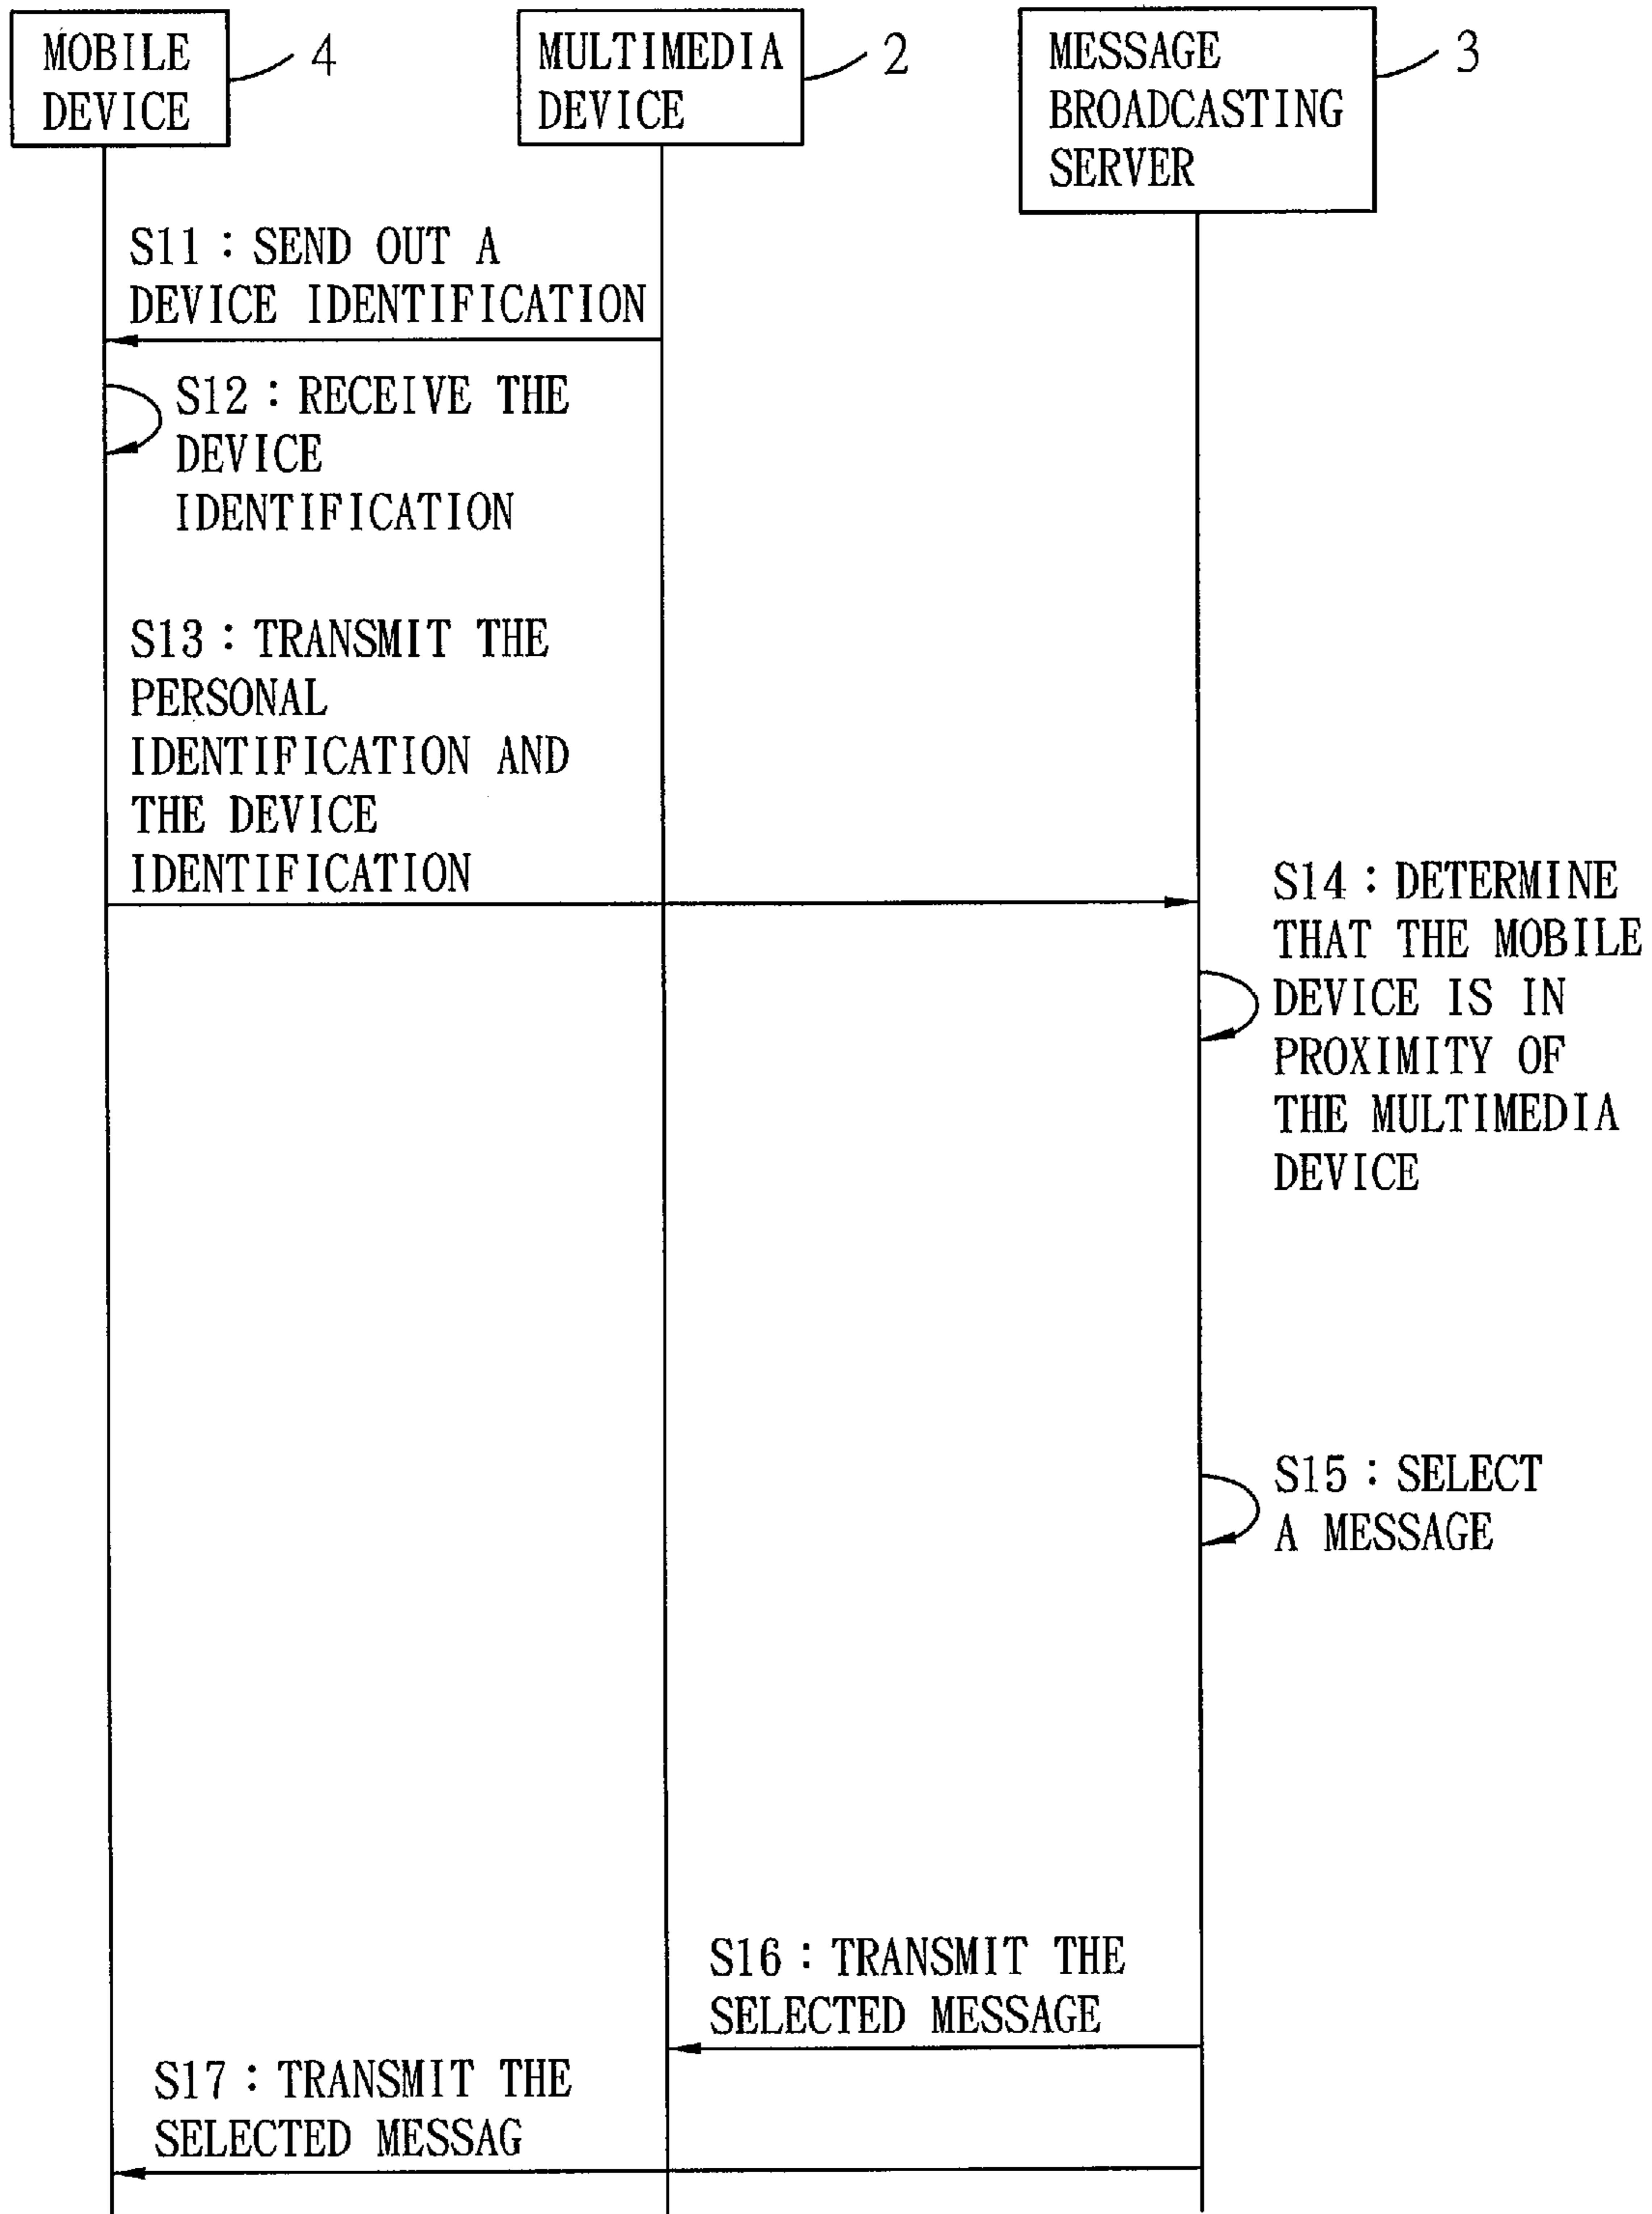 MOBILE
DEVICE
4
MULTIMEDIA
DEVICE
2
MESSAGE
BROADCASTING
SERVER
3
S11：SEND OUT A
DEVICE IDENTIFICATION
S12：RECEIVE THE
DEVICE
IDENTIFICATION
S13：TRANSMIT THE
PERSONAL
IDENTIFICATION AND
THE DEVICE
IDENTIFICATION
S14：DETERMINE
THAT THE MOBILE
DEVICE IS IN
PROXIMITY OF
THE MULTIMEDIA
DEVICE
S15：SELECT
A MESSAGE
S16：TRANSMIT THE
SELECTED MESSAGE
S17：TRANSMIT THE
SELECTED MESSAG